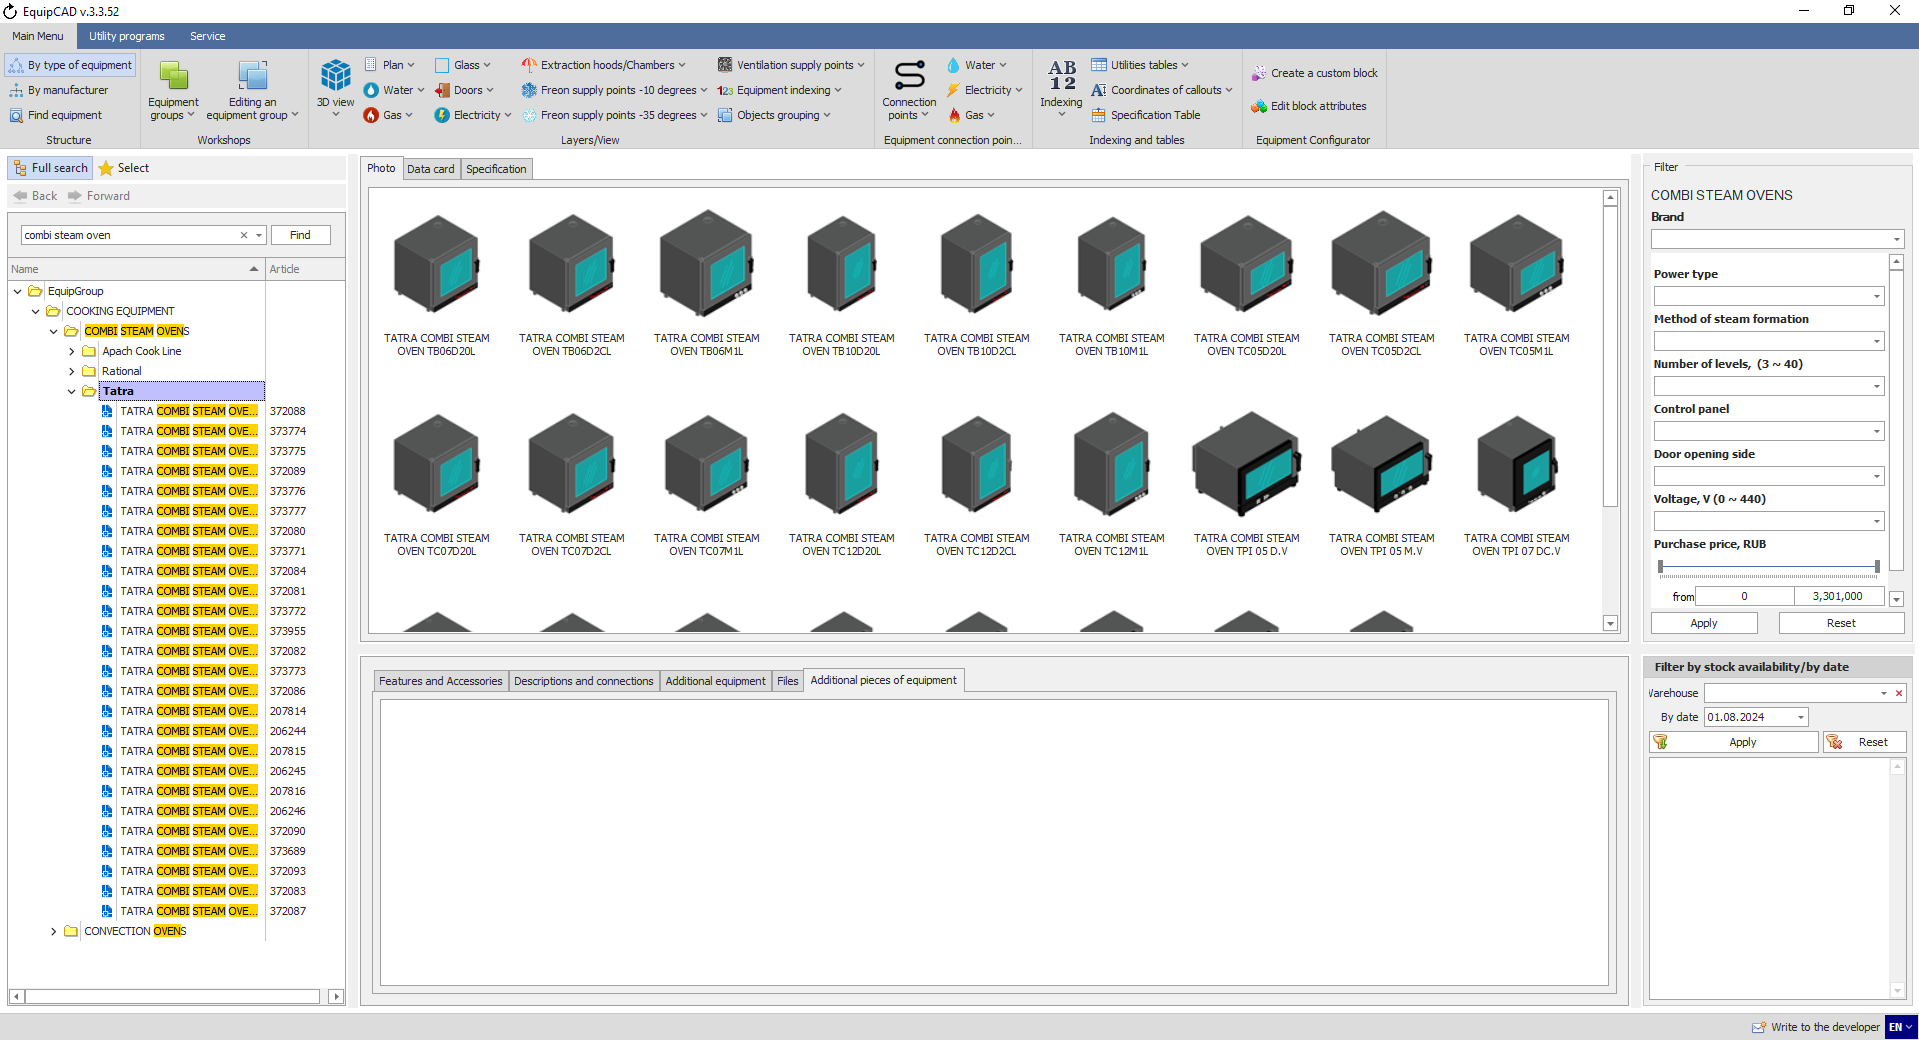 EquipCAD v.3.3.52
Main Menu
Utility programs
Service
By type of equipment
By manufacturer
Find equipment
Structure
Equipment groups
Editing an equipment group
Workshops
3D view
Plan
Water
Gas
Glass
Doors
Electricity
Extraction hoods/Chambers
Freon supply points -10 degrees
Freon supply points -35 degrees
Ventilation supply points
123 Equipment indexing
Objects grouping
Layers/View
Connection points
Water
Electricity
Gas
Equipment connection poin...
AB
12
Indexing
Utilities tables
Coordinates of callouts
Specification Table
Indexing and tables
Create a custom block
Edit block attributes
Equipment Configurator
Full search
Select
Back
Forward
combi steam oven
Find
Name
Article
EquipGroup
COOKING EQUIPMENT
COMBI STEAM OVENS
Apach Cook Line
Rational
Tatra
TATRA COMBI STEAM OVE... 372088
TATRA COMBI STEAM OVE... 373774
TATRA COMBI STEAM OVE... 373775
TATRA COMBI STEAM OVE... 372089
TATRA COMBI STEAM OVE... 373776
TATRA COMBI STEAM OVE... 373777
TATRA COMBI STEAM OVE... 372080
TATRA COMBI STEAM OVE... 373771
TATRA COMBI STEAM OVE... 372084
TATRA COMBI STEAM OVE... 372081
TATRA COMBI STEAM OVE... 373772
TATRA COMBI STEAM OVE... 373955
TATRA COMBI STEAM OVE... 372082
TATRA COMBI STEAM OVE... 373773
TATRA COMBI STEAM OVE... 372086
TATRA COMBI STEAM OVE... 207814
TATRA COMBI STEAM OVE... 206244
TATRA COMBI STEAM OVE... 207815
TATRA COMBI STEAM OVE... 206245
TATRA COMBI STEAM OVE... 207816
TATRA COMBI STEAM OVE... 206246
TATRA COMBI STEAM OVE... 372090
TATRA COMBI STEAM OVE... 373689
TATRA COMBI STEAM OVE... 372093
TATRA COMBI STEAM OVE... 372083
TATRA COMBI STEAM OVE... 372087
CONVECTION OVENS
Photo
Data card
Specification
TATRA COMBI STEAM OVEN TB06D20L
TATRA COMBI STEAM OVEN TB06D2CL
TATRA COMBI STEAM OVEN TB06M1L
TATRA COMBI STEAM OVEN TB10D20L
TATRA COMBI STEAM OVEN TB10D2CL
TATRA COMBI STEAM OVEN TB10M1L
TATRA COMBI STEAM OVEN TC05D20L
TATRA COMBI STEAM OVEN TC05D2CL
TATRA COMBI STEAM OVEN TC05M1L
TATRA COMBI STEAM OVEN TC07D20L
TATRA COMBI STEAM OVEN TC07D2CL
TATRA COMBI STEAM OVEN TC07M1L
TATRA COMBI STEAM OVEN TC12D20L
TATRA COMBI STEAM OVEN TC12D2CL
TATRA COMBI STEAM OVEN TC12M1L
TATRA COMBI STEAM OVEN TPI 05 D.V
TATRA COMBI STEAM OVEN TPI 05 M.V
TATRA COMBI STEAM OVEN TPI 07 DC.V
Features and Accessories
Descriptions and connections
Additional equipment
Files
Additional pieces of equipment
Filter
COMBI STEAM OVENS
Brand
Power type
Method of steam formation
Number of levels, (3 ~ 40)
Control panel
Door opening side
Voltage, V (0 ~ 440)
Purchase price, RUB
from 0 3,301,000
Apply
Reset
Filter by stock availability/by date
Varehouse
By date 01.08.2024
Apply
Reset
Write to the developer
EN